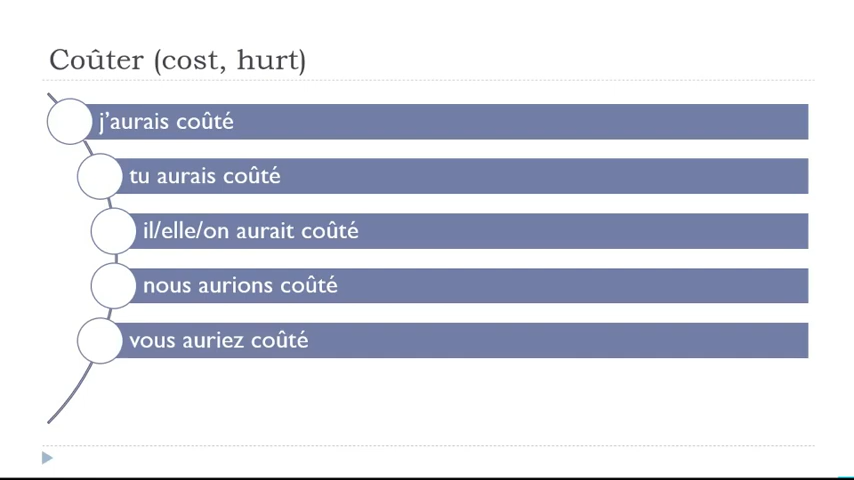 Coûter (cost, hurt)
j’aurais coûté
tu aurais coûté
il/elle/on aurait coûté
nous aurions coûté
vous auriez coûté